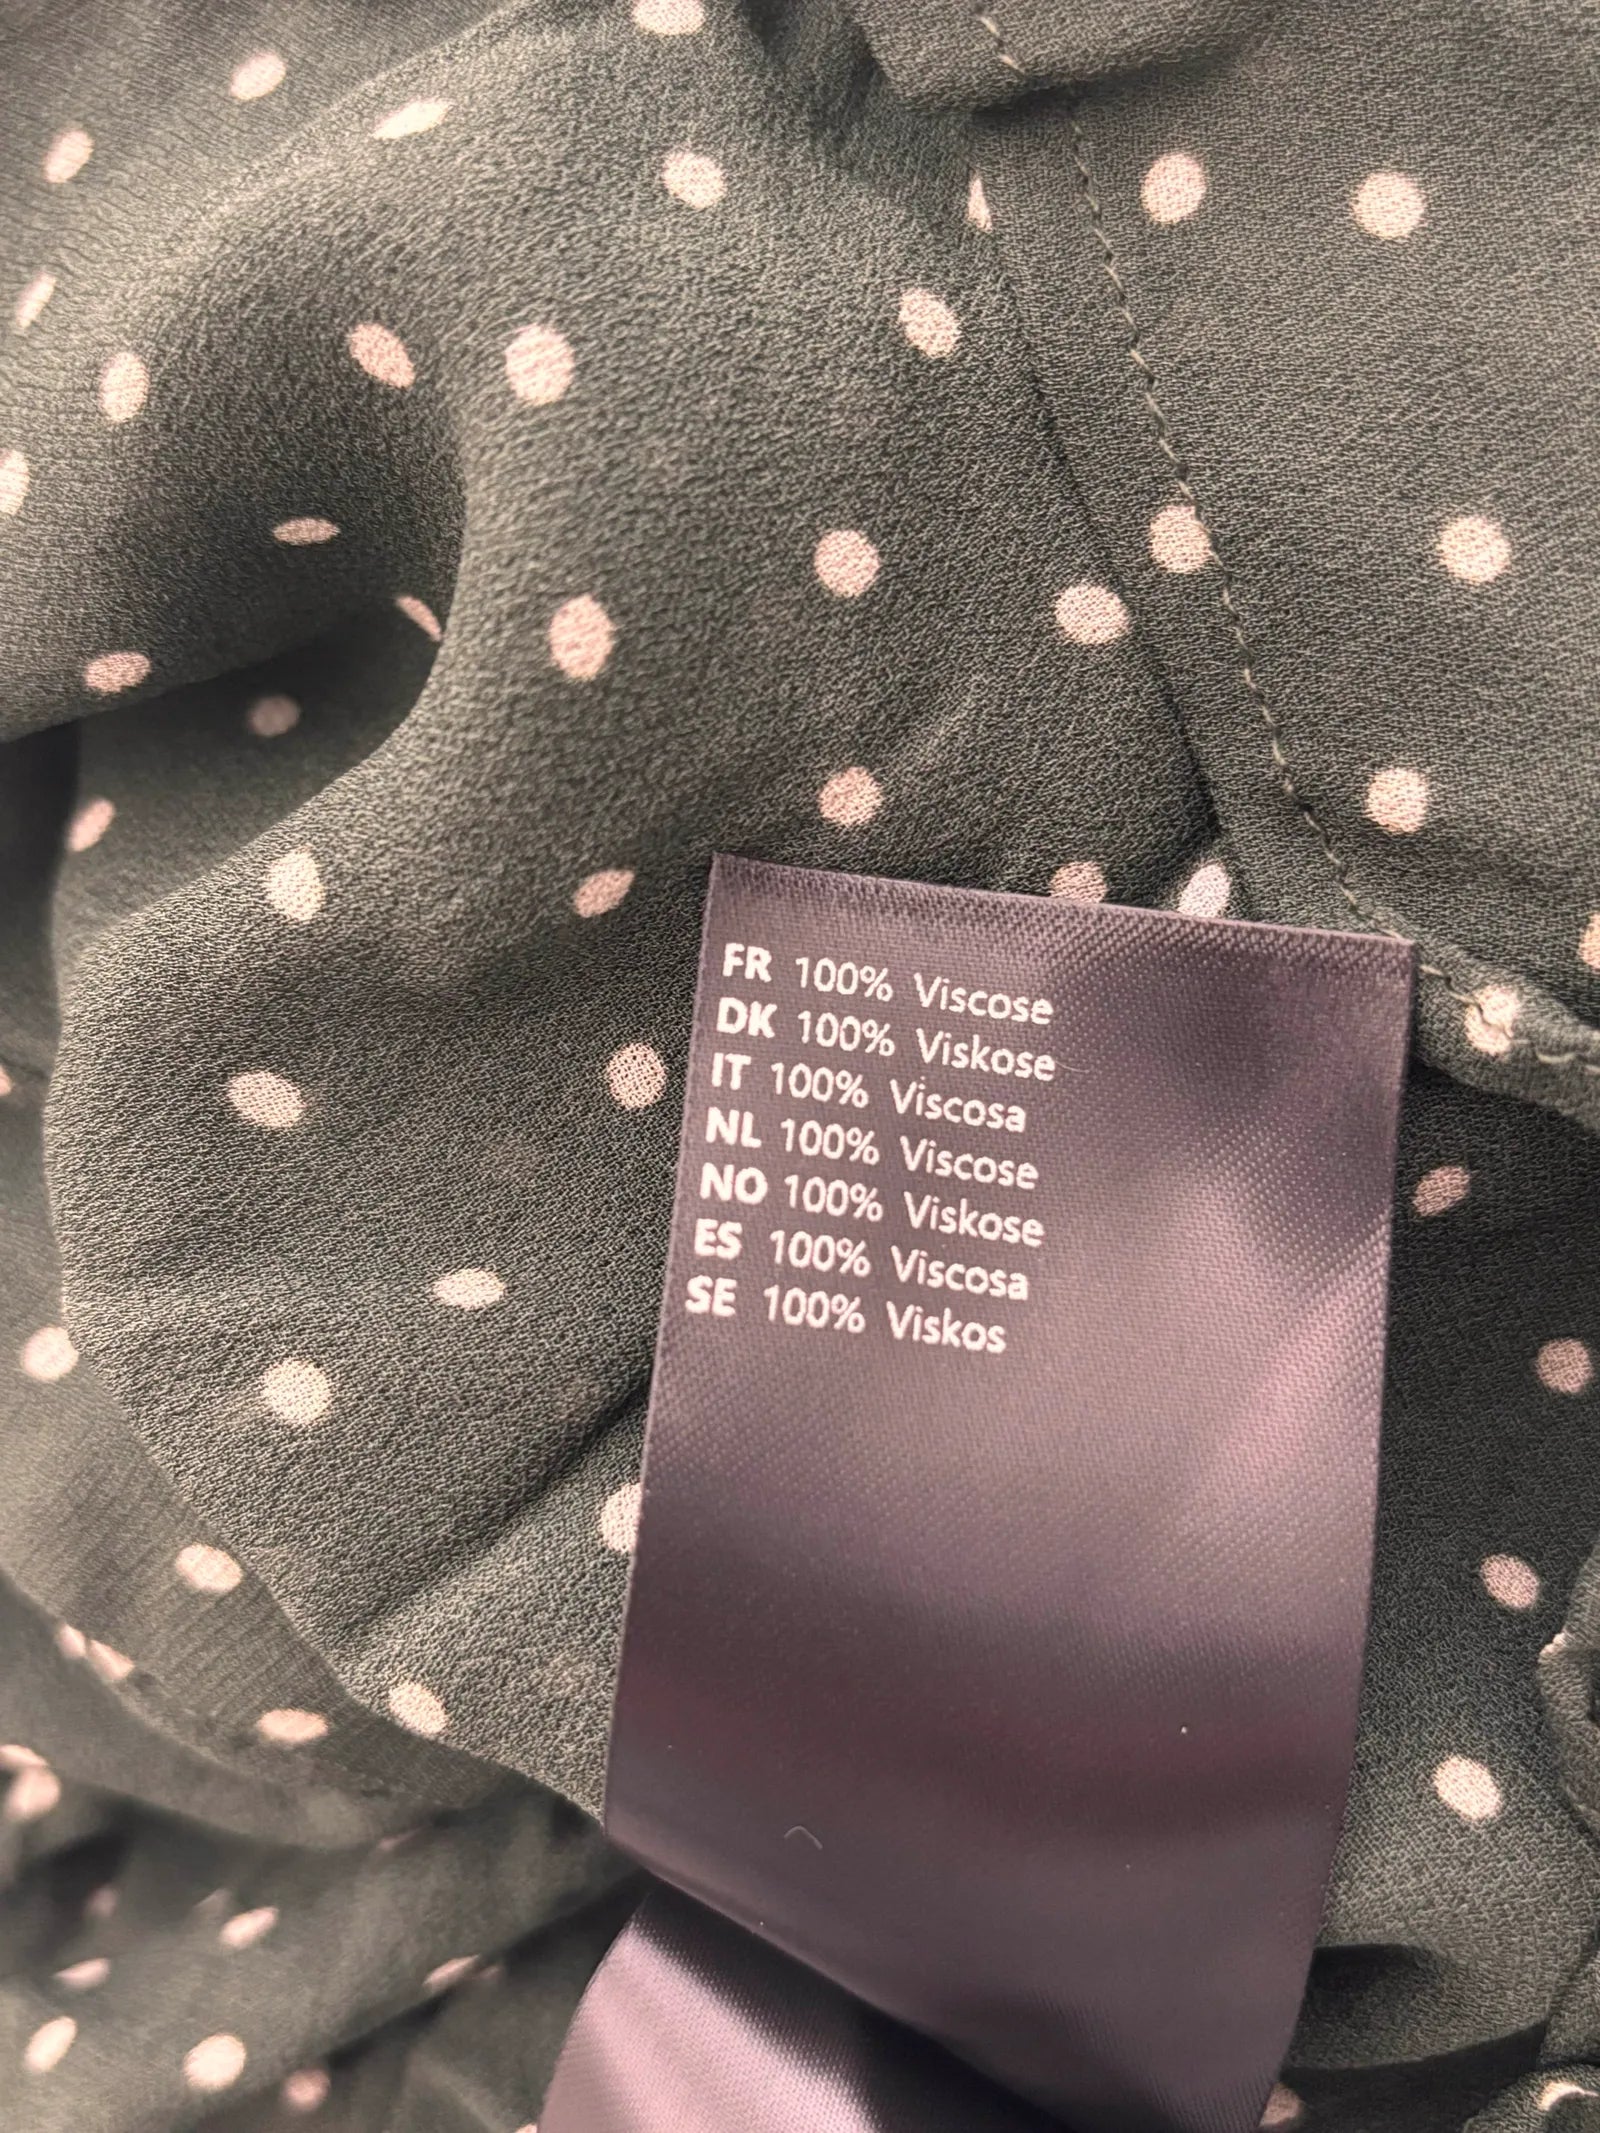 FR 100% Viscose
DK 100% Viskose
IT 100% Viscosa
NL 100% Viscose
NO 100% Viskose
ES 100% Viscosa
SE 100% Viskos